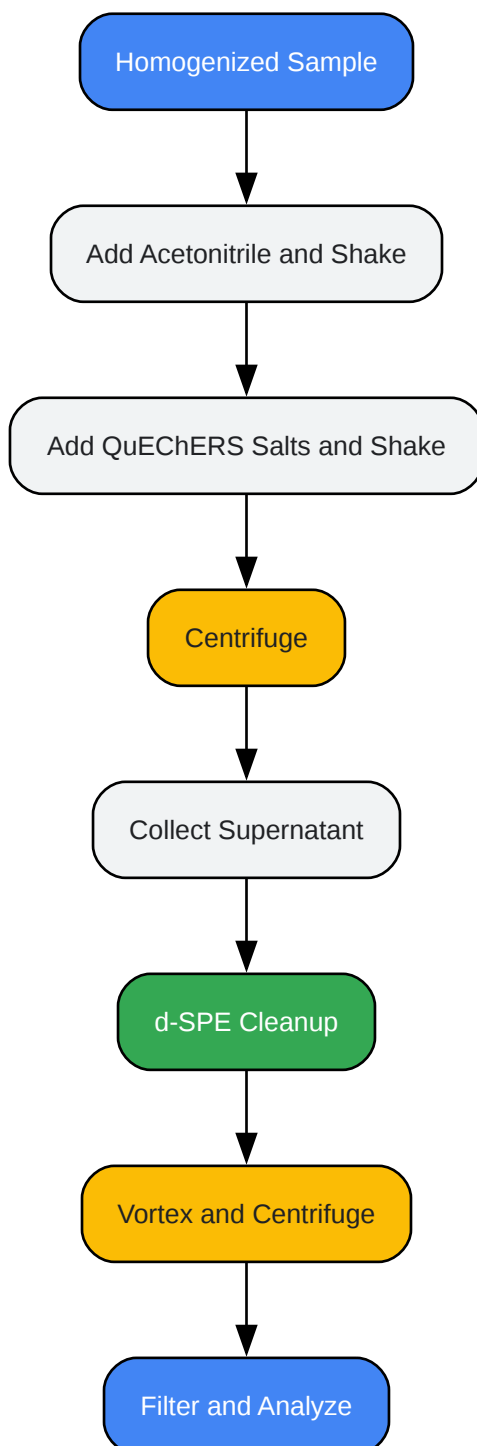 Homogenized Sample
Add Acetonitrile and Shake
Add QuEChERS Salts and Shake
Centrifuge
Collect Supernatant
d-SPE Cleanup
Vortex and Centrifuge
Filter and Analyze